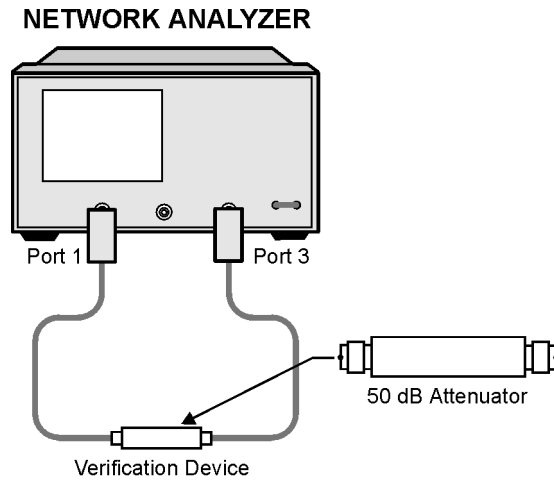 NETWORK ANALYZER
Port 1
Port 3
50 dB Attenuator
Verification Device